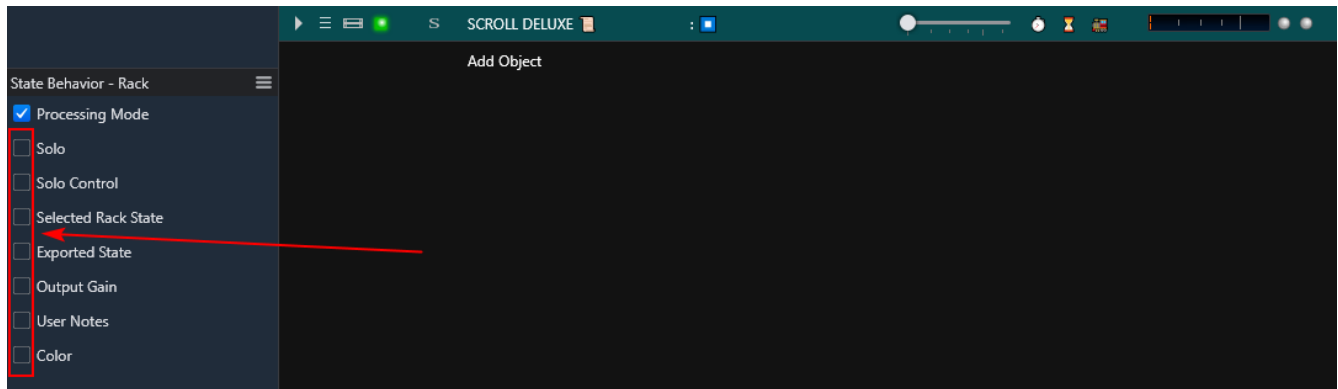 S SCROLL DELUXE 📜 :
Add Object
State Behavior - Rack
Processing Mode
Solo
Solo Control
Selected Rack State
Exported State
Output Gain
User Notes
Color